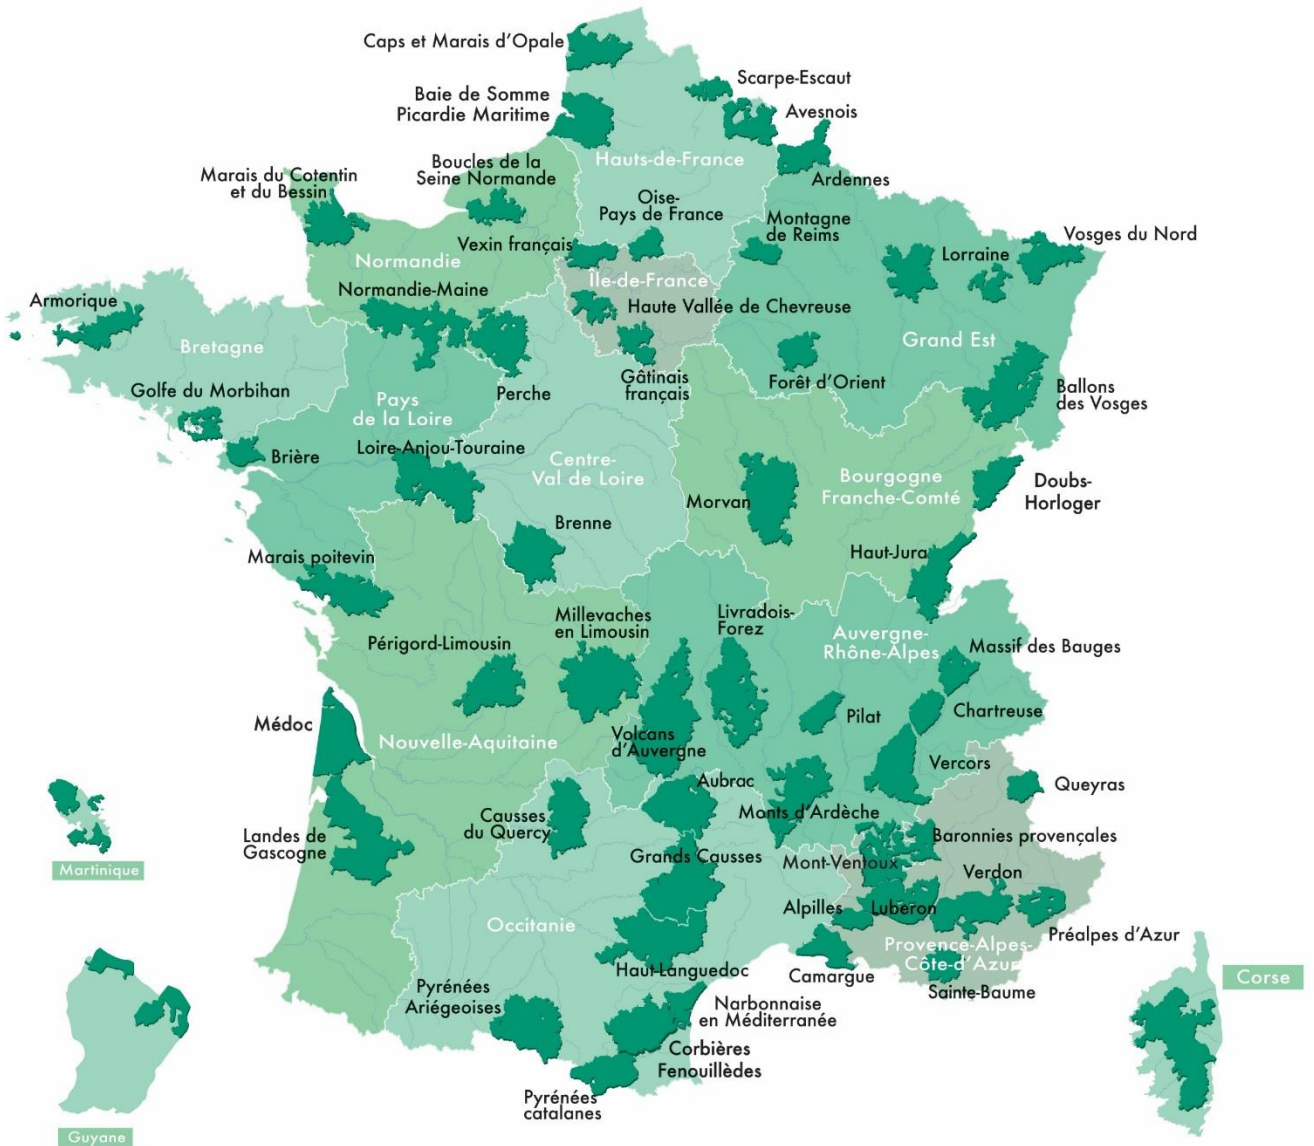 Caps et Marais d'Opale
Scarpe-Escaut
Baie de Somme
Picardie Maritime
Avesnois
Hauts-de-France
Ardennes
Marais du Cotentin
et du Bessin
Boucles de la
Seine Normande
Oise-
Pays de France
Montagne
de Reims
Vosges du Nord
Lorraine
Vexin français
Normandie
Île-de-France
Normandie-Maine
Haute Vallée de Chevreuse
Armorique
Bretagne
Grand Est
Golfe du Morbihan
Perche
Gâtinais
français
Forêt d'Orient
Ballons
des Vosges
Pays
de la Loire
Brière
Loire-Anjou-Touraine
Centre-
Val de Loire
Bourgogne
Franche-Comté
Doubs-
Horloger
Morvan
Brenne
Haut-Jura
Marais poitevin
Millevaches
en Limousin
Livradois-
Forez
Périgord-Limousin
Auvergne-
Rhône-Alpes
Massif des Bauges
Médoc
Nouvelle-Aquitaine
Volcans
d'Auvergne
Pilat
Chartreuse
Vercors
Aubrac
Queyras
Causses
du Quercy
Monts d'Ardèche
Landes de
Gascogne
Baronnies provençales
Grands Causses
Mont-Ventoux
Verdon
Martinique
Alpilles
Luberon
Occitanie
Préalpes d'Azur
Provence-Alpes-
Côte-d'Azur
Haut-Languedoc
Camargue
Sainte-Baume
Corse
Pyrénées
Ariégeoises
Narbonnaise
en Méditerranée
Corbières
Fenouillèdes
Pyrénées
catalanes
Guyane